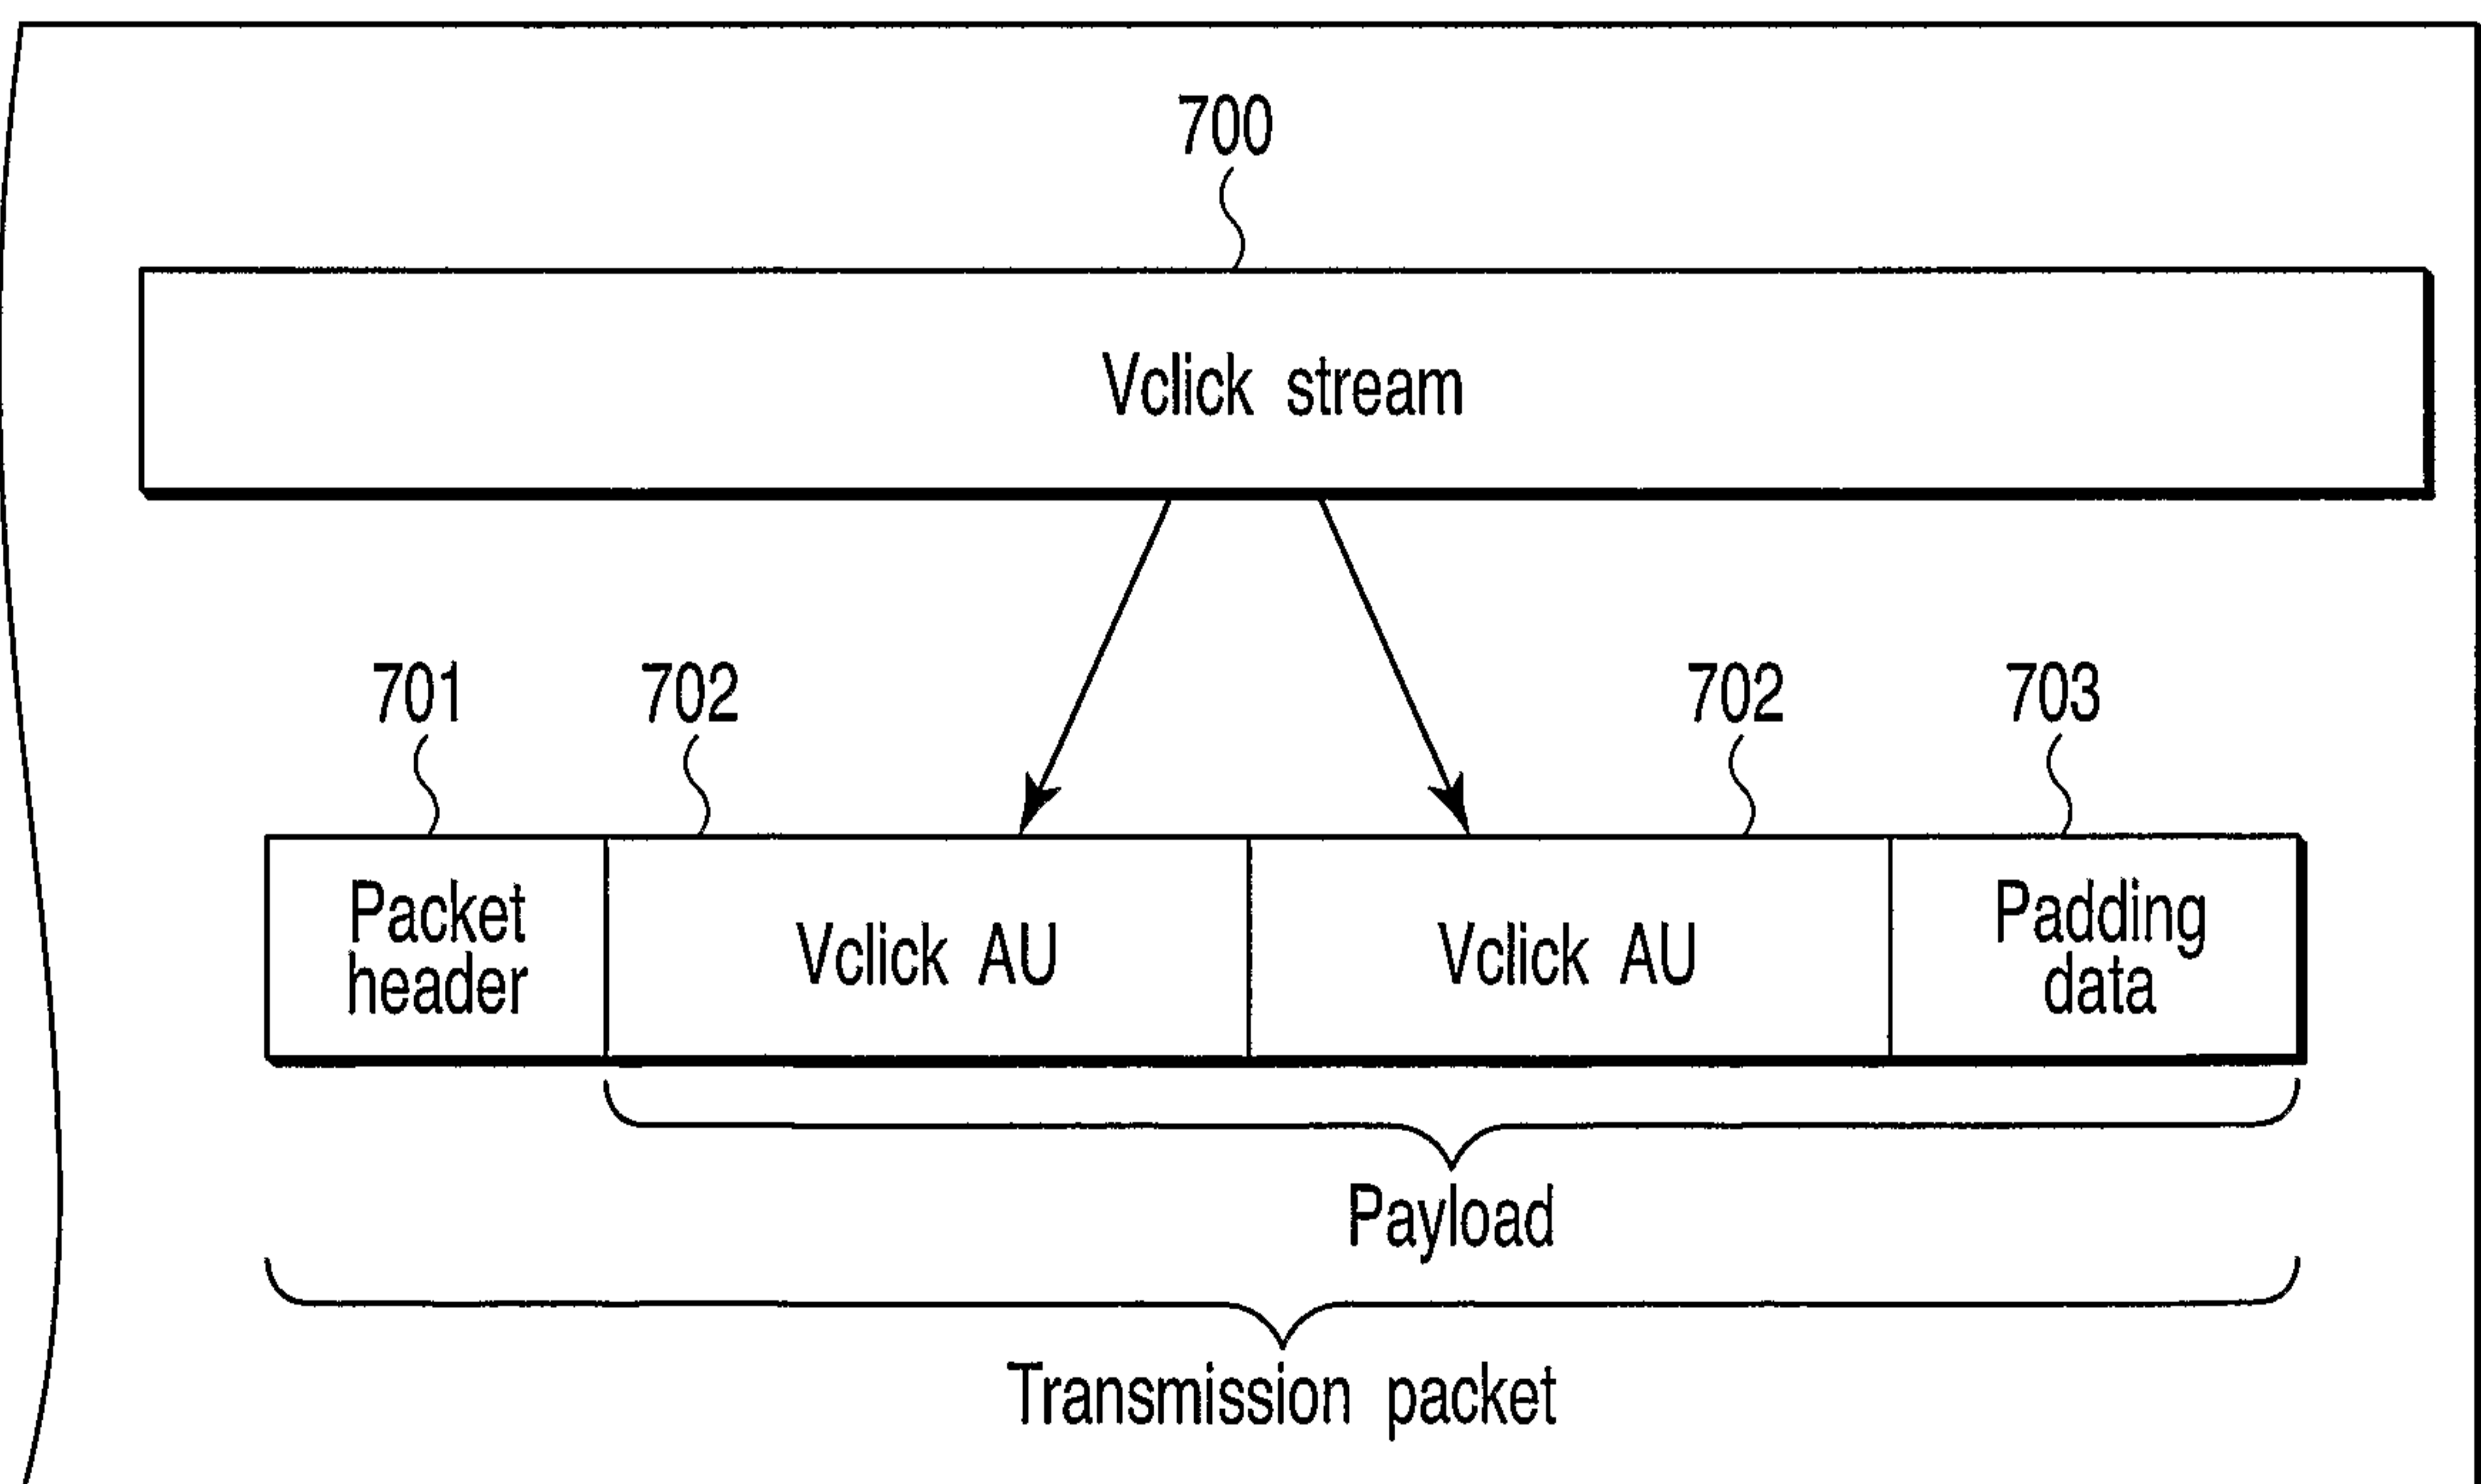 700
Vclick stream
701
702
702
703
Packet
header
Vclick AU
Vclick AU
Padding
data
Payload
Transmission packet